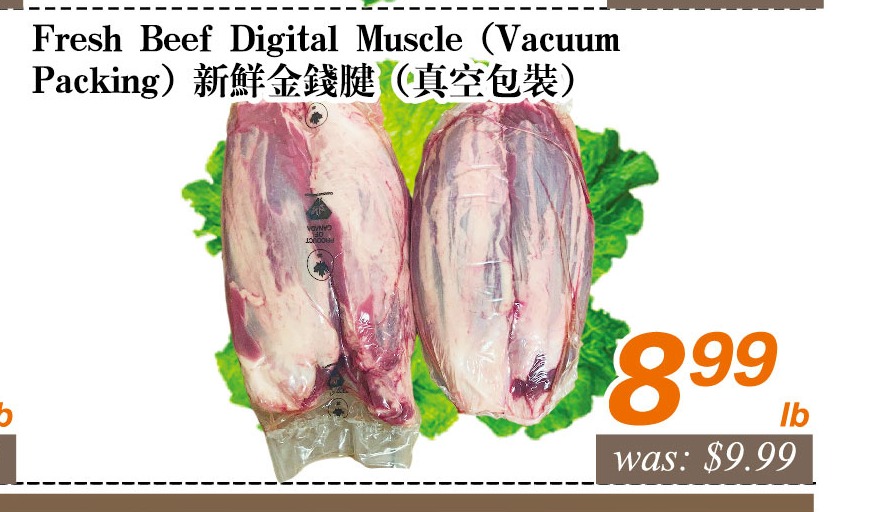 Fresh Beef Digital Muscle (Vacuum
Packing) 新鮮金錢腱 (真空包裝)
PRODUCT
OF
CANADA
8 99
lb
b
was: $9.99